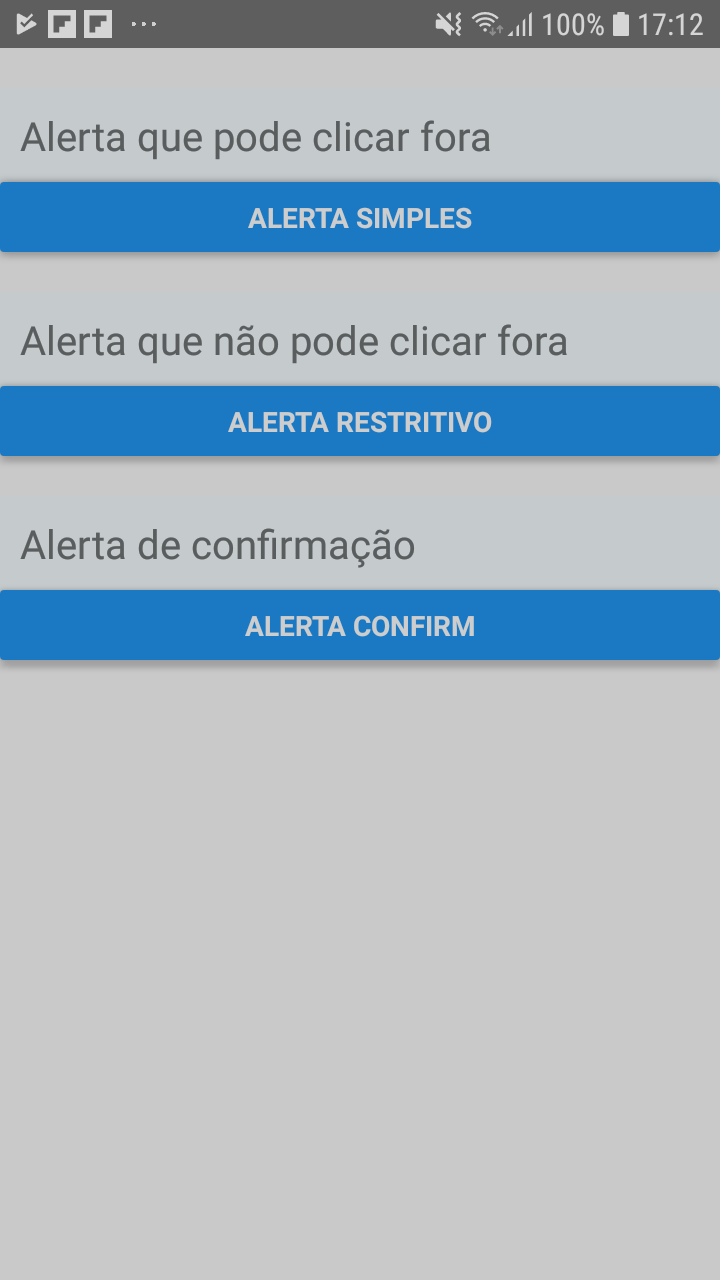 100% 17:12
Alerta que pode clicar fora
ALERTA SIMPLES
Alerta que não pode clicar fora
ALERTA RESTRITIVO
Alerta de confirmação
ALERTA CONFIRM